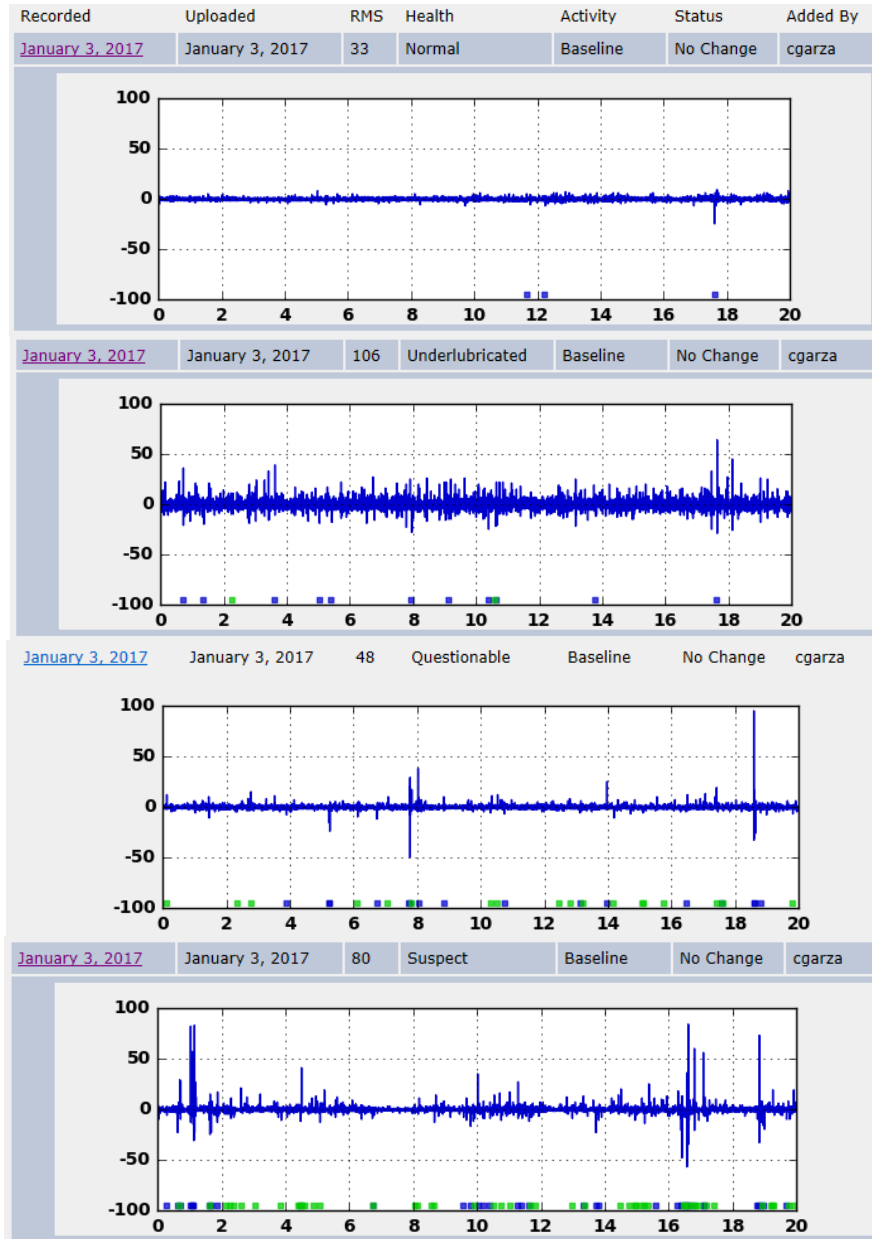 Recorded Uploaded RMS Health Activity Status Added By
January 3, 2017 January 3, 2017 33 Normal Baseline No Change cgarza
100
50
0
-50
-100
0 2 4 6 8 10 12 14 16 18 20
January 3, 2017 January 3, 2017 106 Underlubricated Baseline No Change cgarza
100
50
0
-50
-100
0 2 4 6 8 10 12 14 16 18 20
January 3, 2017 January 3, 2017 48 Questionable Baseline No Change cgarza
100
50
0
-50
-100
0 2 4 6 8 10 12 14 16 18 20
January 3, 2017 January 3, 2017 80 Suspect Baseline No Change cgarza
100
50
0
-50
-100
0 2 4 6 8 10 12 14 16 18 20